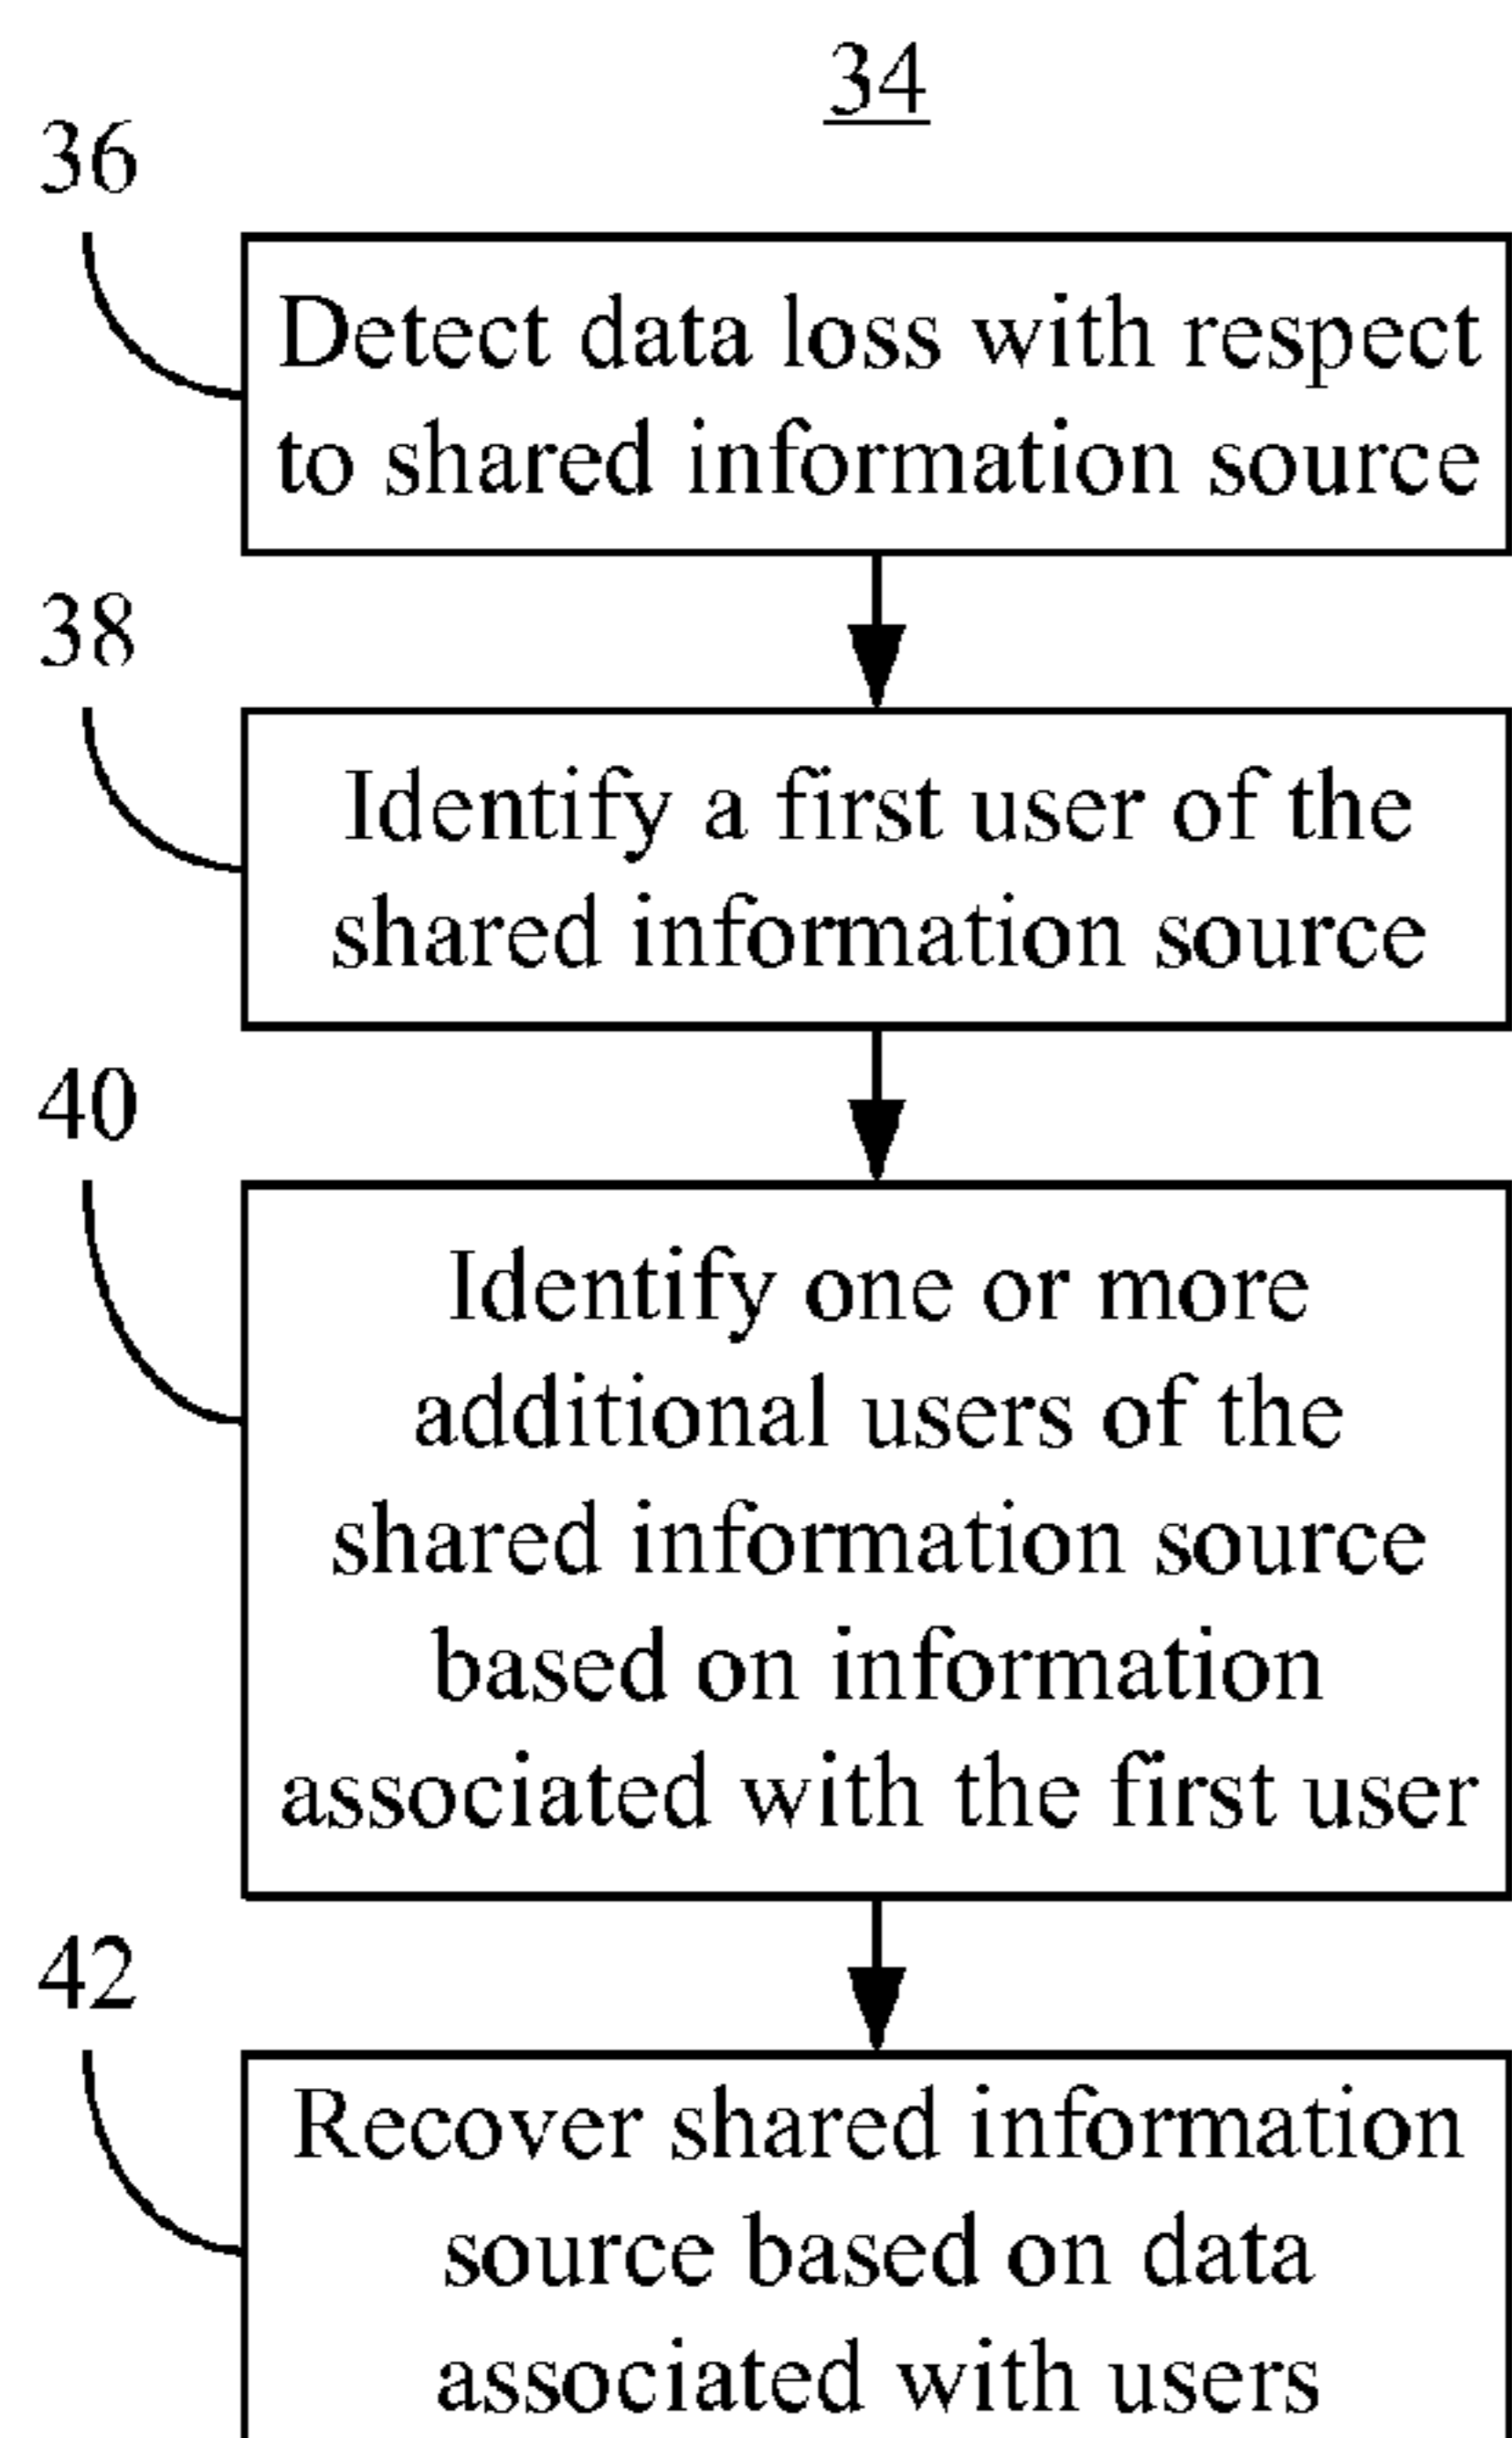 34
36
Detect data loss with respect
to shared information source
38
Identify a first user of the
shared information source
40
Identify one or more
additional users of the
shared information source
based on information
associated with the first user
42
Recover shared information
source based on data
associated with users